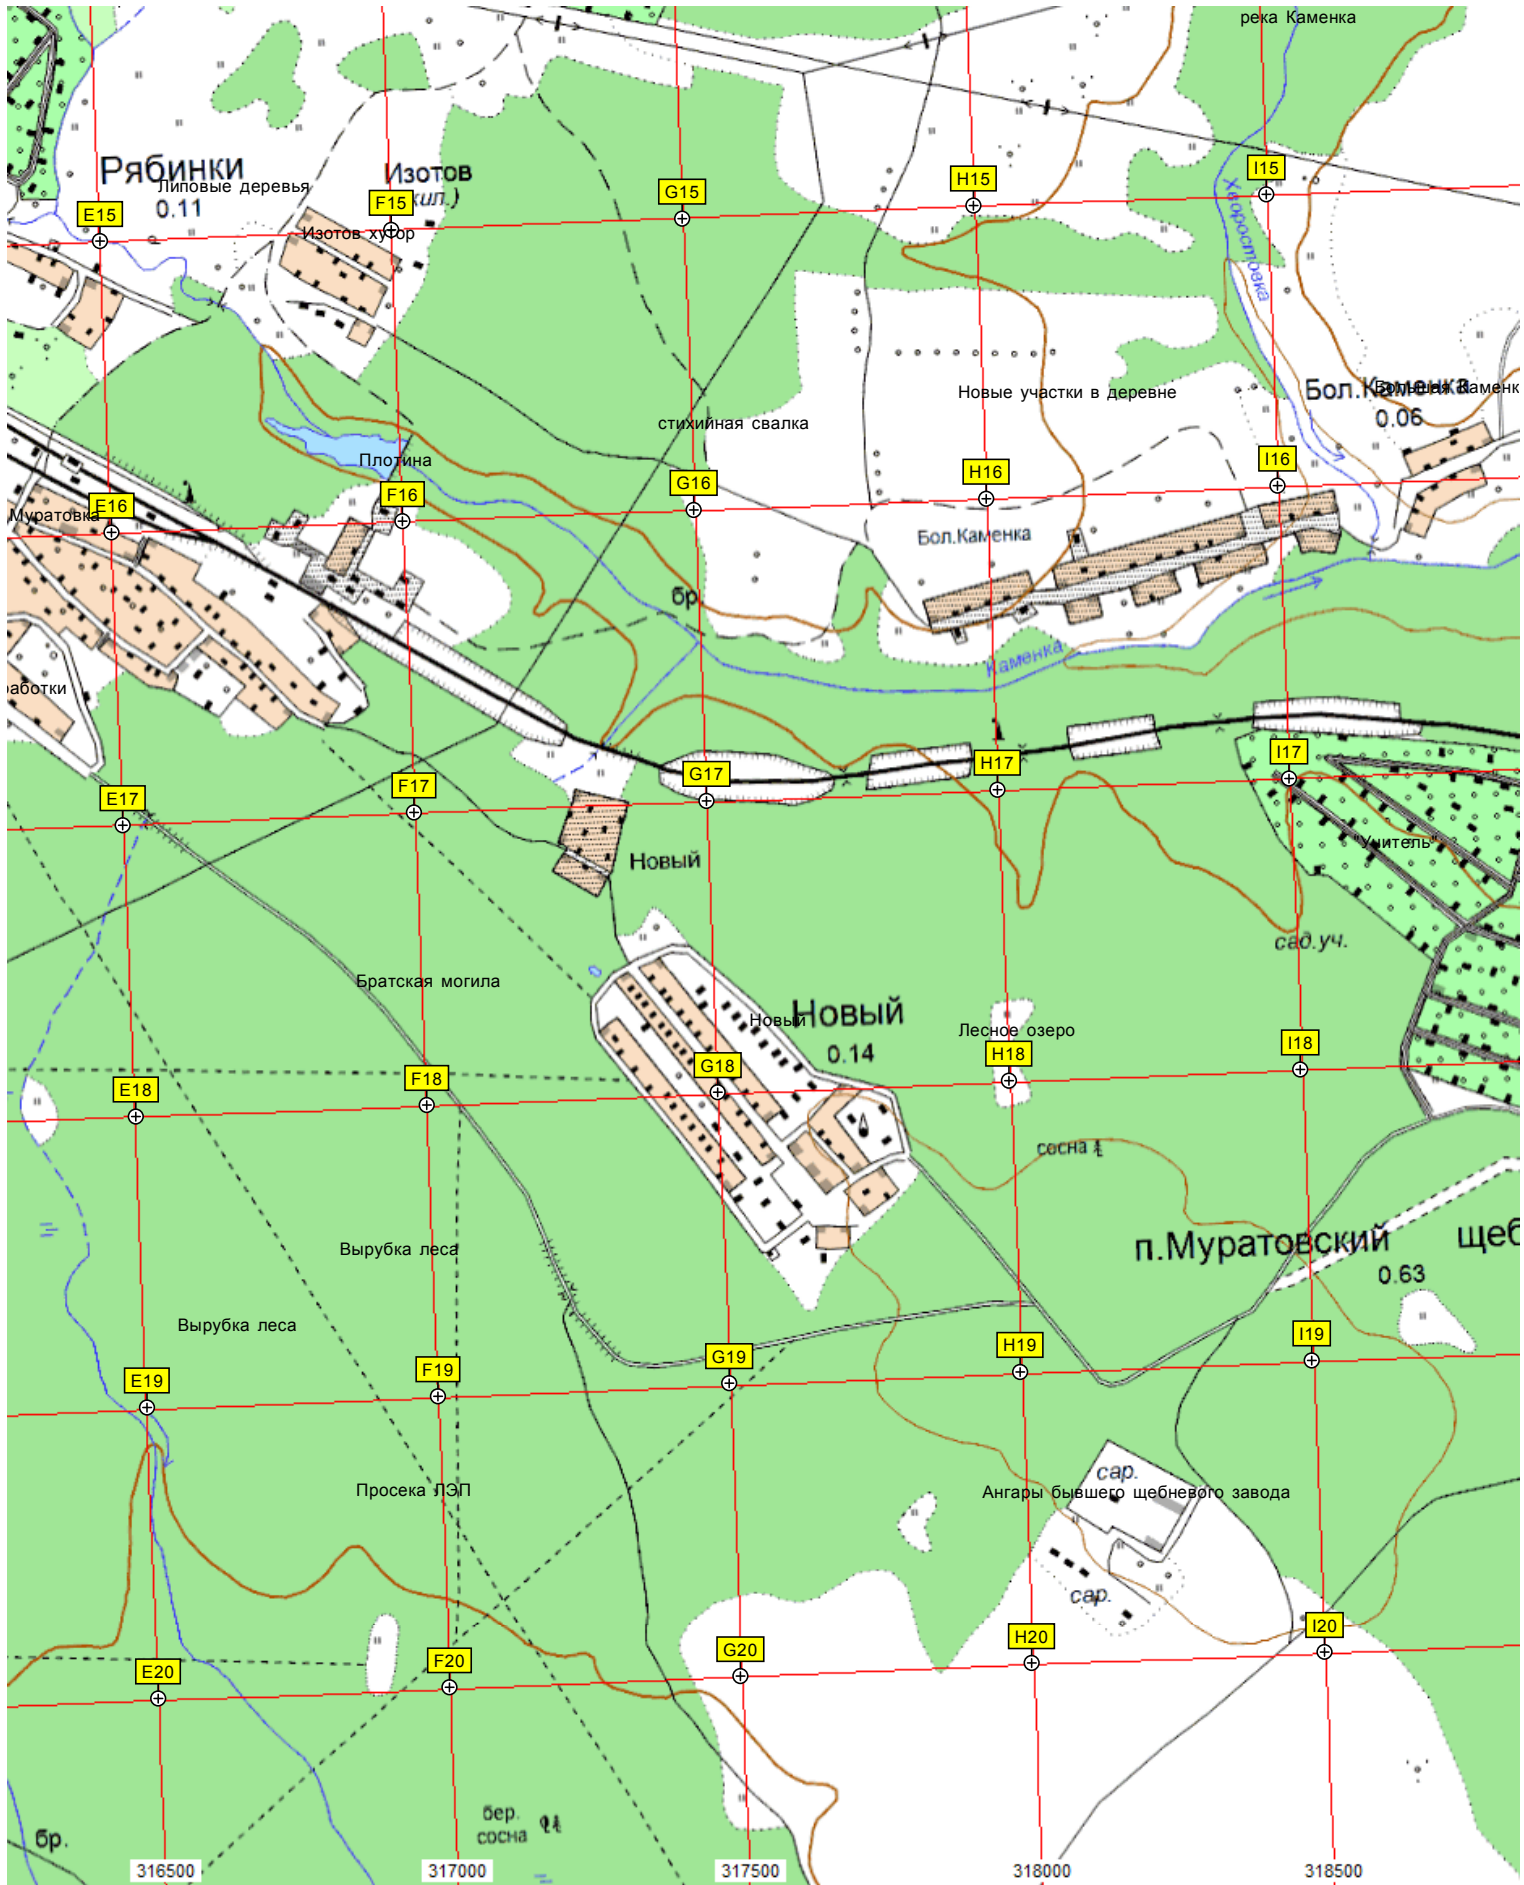 река Каменка
Рябинки
Липовые деревья
0.11
Изотов
E15
F15
G15
H15
I15
Изотов хутор
Хворостовка
Бол.Каменка
0.06
Новые участки в деревне
стихийная свалка
Плотина
E16
F16
G16
H16
I16
Муратовка
Бол.Каменка
бр.
Каменка
E17
F17
G17
H17
I17
"Учитель"
Новый
сад.уч.
Братская могила
Новый
Новый
0.14
Лесное озеро
E18
F18
G18
H18
I18
сосна
п.Муратовский
0.63
Вырубка леса
Вырубка леса
E19
F19
G19
H19
I19
сар.
Просека ЛЭП
Ангары бывшего щебневого завода
сар.
E20
F20
G20
H20
I20
бер.
сосна
бр.
316500
317000
317500
318000
318500